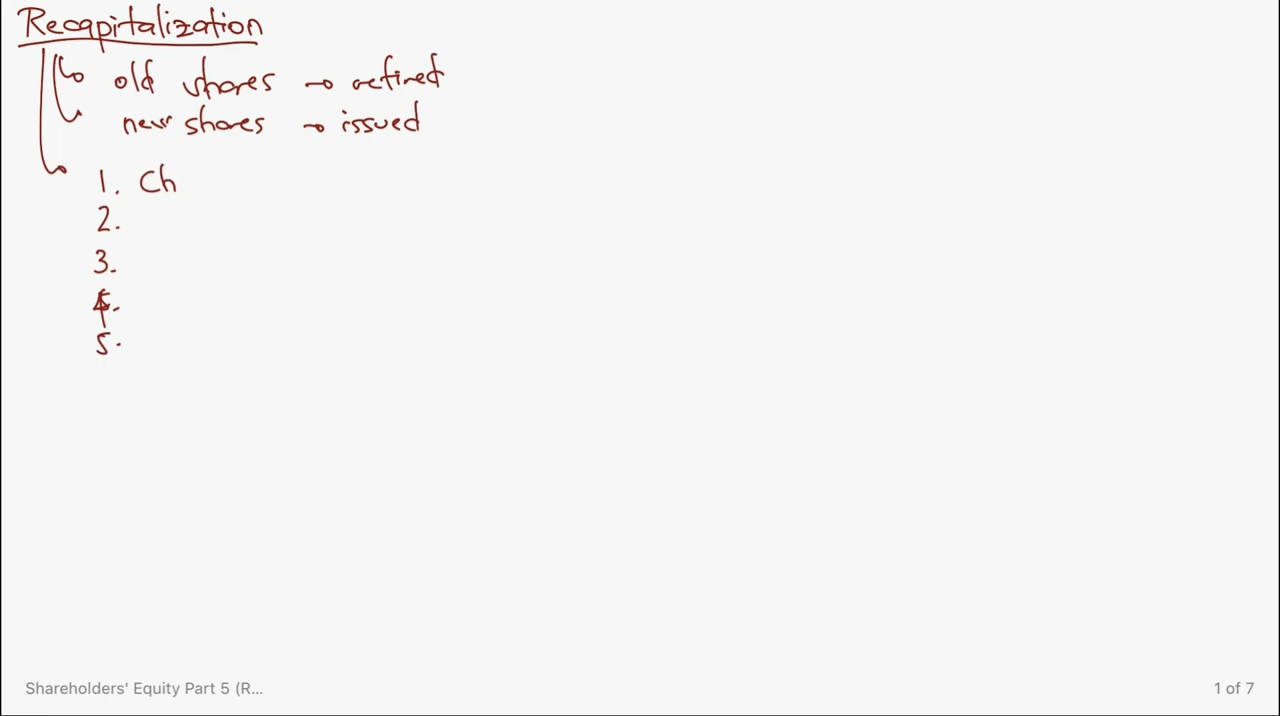 Recapitalization
old shares → retired
new shares → issued
1. Ch
2.
3.
4.
5.
Shareholders' Equity Part 5 (R...
1 of 7